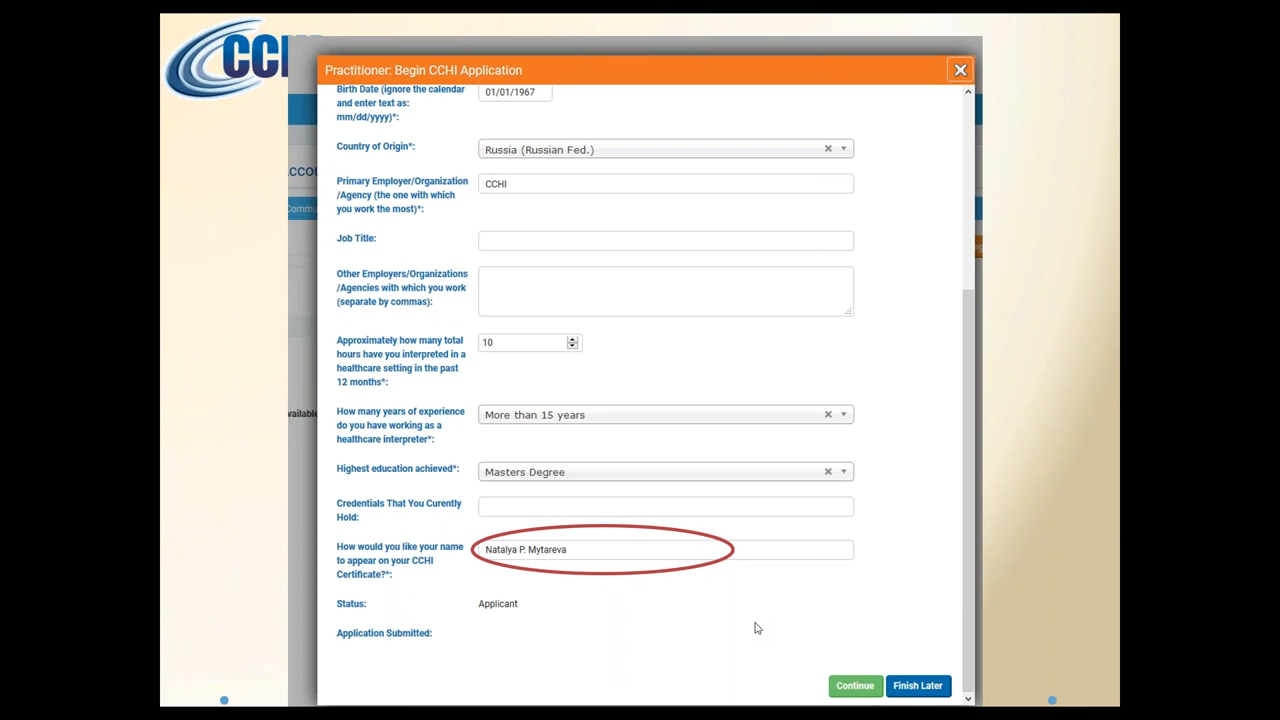 CCHI
Practitioner: Begin CCHI Application
Birth Date (ignore the calendar
and enter text as:
mm/dd/yyyy)*:
01/01/1967
Country of Origin*:
Russia (Russian Fed.)
Primary Employer/Organization
/Agency (the one with which
you work the most)*:
CCHI
Job Title:
Other Employers/Organizations
/Agencies with which you work
(separate by commas):
Approximately how many total
hours have you interpreted in a
healthcare setting in the past
12 months*:
10
How many years of experience
do you have working as a
healthcare interpreter*:
More than 15 years
Highest education achieved*:
Masters Degree
Credentials That You Curently
Hold:
How would you like your name
to appear on your CCHI
Certificate?*:
Natalya P. Mytareva
Status:
Applicant
Application Submitted:
Continue
Finish Later